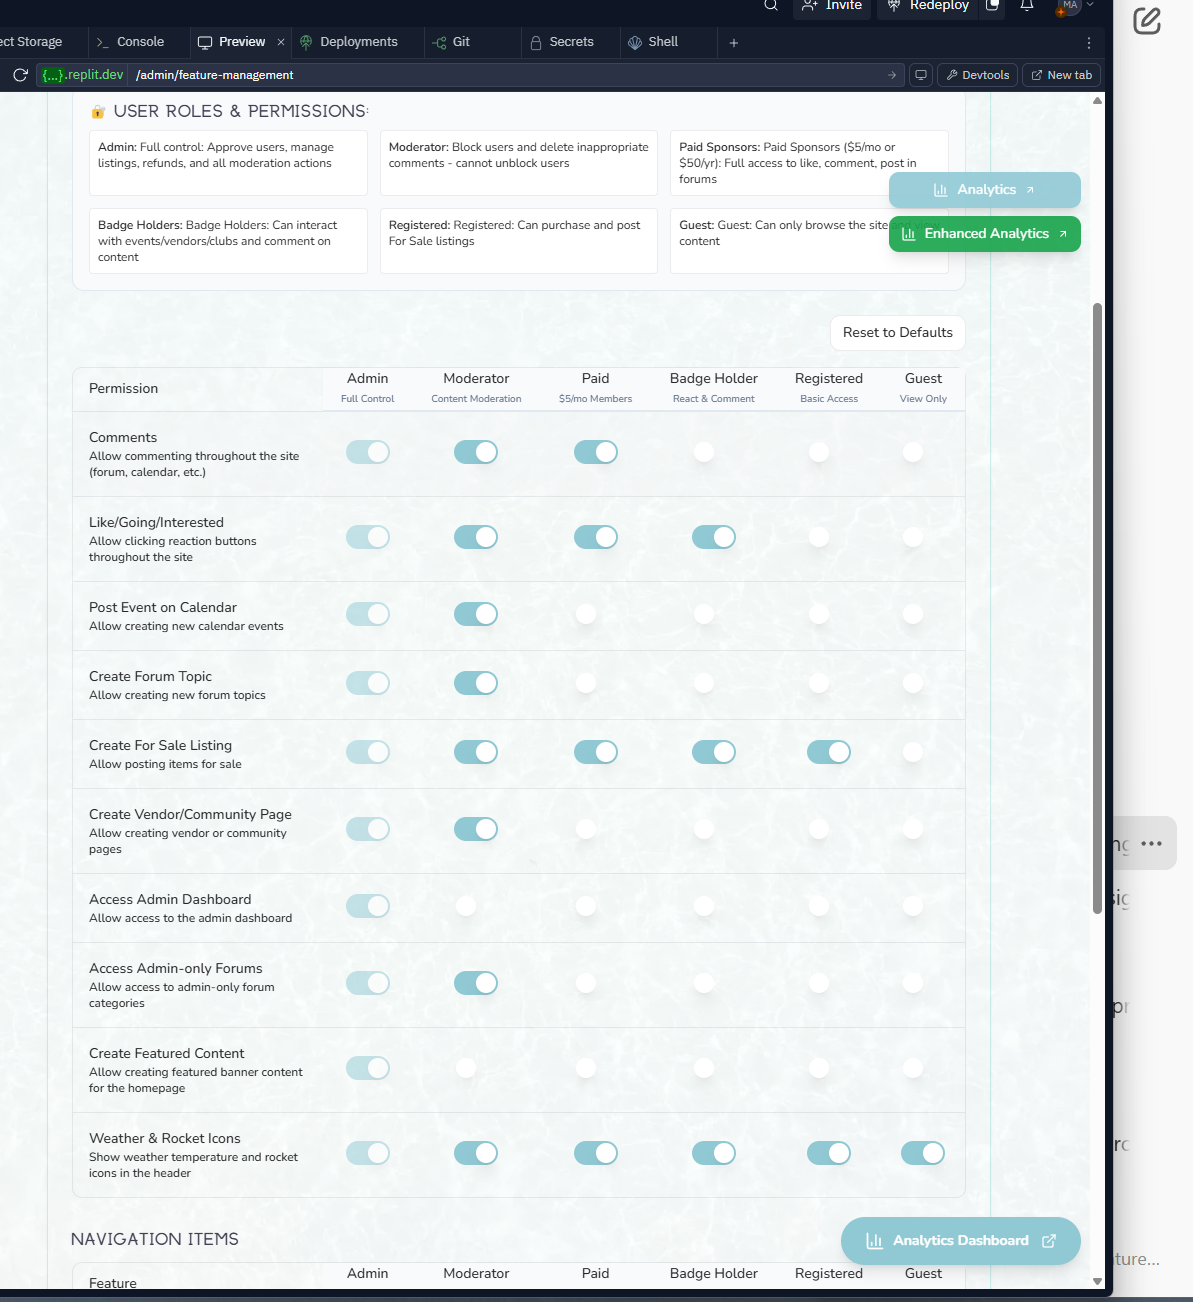 Invite
Redeploy
MA
ect Storage
Console
Preview
Deployments
Git
Secrets
Shell
{...}.replit.dev
/admin/feature-management
Devtools
New tab
USER ROLES & PERMISSIONS:
Admin: Full control: Approve users, manage
listings, refunds, and all moderation actions
Moderator: Block users and delete inappropriate
comments - cannot unblock users
Paid Sponsors: Paid Sponsors ($5/mo or
$50/yr): Full access to like, comment, post in
forums
Analytics
Badge Holders: Badge Holders: Can interact
with events/vendors/clubs and comment on
content
Registered: Registered: Can purchase and post
For Sale listings
Guest: Guest: Can only browse the site
content
Enhanced Analytics
Reset to Defaults
Permission
Admin
Full Control
Moderator
Content Moderation
Paid
$5/mo Members
Badge Holder
React & Comment
Registered
Basic Access
Guest
View Only
Comments
Allow commenting throughout the site
(forum, calendar, etc.)
Like/Going/Interested
Allow clicking reaction buttons
throughout the site
Post Event on Calendar
Allow creating new calendar events
Create Forum Topic
Allow creating new forum topics
Create For Sale Listing
Allow posting items for sale
Create Vendor/Community Page
Allow creating vendor or community
pages
Access Admin Dashboard
Allow access to the admin dashboard
Access Admin-only Forums
Allow access to admin-only forum
categories
Create Featured Content
Allow creating featured banner content
for the homepage
Weather & Rocket Icons
Show weather temperature and rocket
icons in the header
NAVIGATION ITEMS
Analytics Dashboard
Feature
Admin
Moderator
Paid
Badge Holder
Registered
Guest
ture...